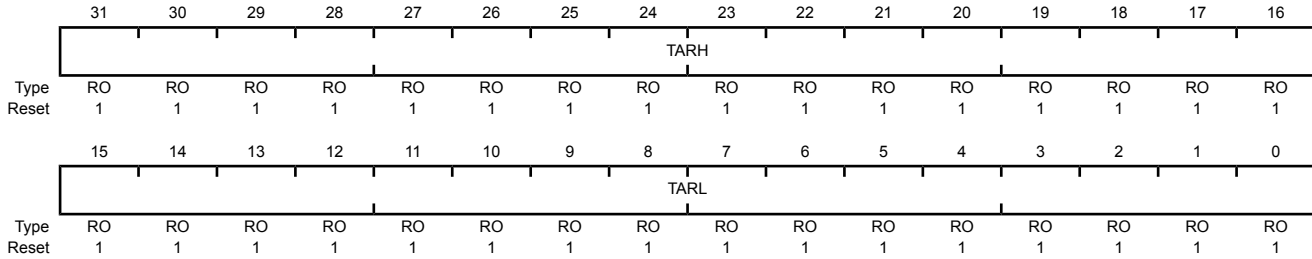 31 30 29 28 27 26 25 24 23 22 21 20 19 18 17 16
TARH
Type RO RO RO RO RO RO RO RO RO RO RO RO RO RO RO RO
Reset 1 1 1 1 1 1 1 1 1 1 1 1 1 1 1 1
15 14 13 12 11 10 9 8 7 6 5 4 3 2 1 0
TARL
Type RO RO RO RO RO RO RO RO RO RO RO RO RO RO RO RO
Reset 1 1 1 1 1 1 1 1 1 1 1 1 1 1 1 1